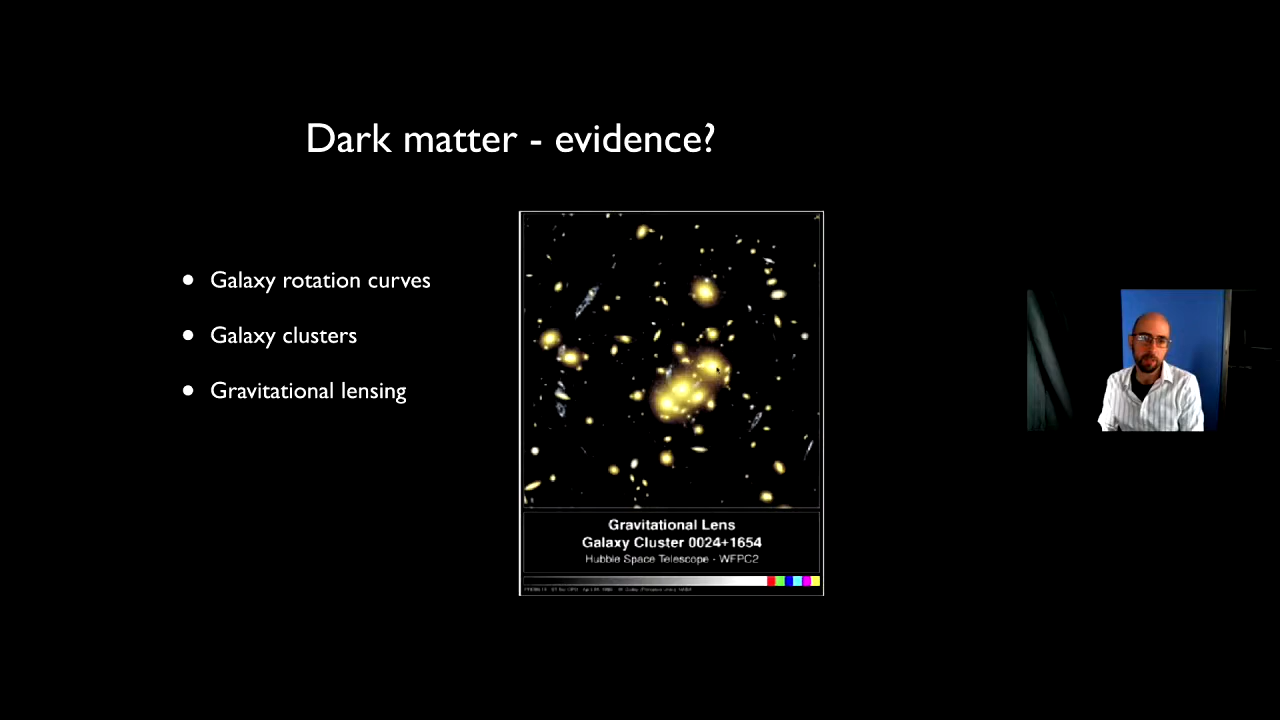 Dark matter - evidence?
● Galaxy rotation curves
● Galaxy clusters
● Gravitational lensing
Gravitational Lens
Galaxy Cluster 0024+1654
Hubble Space Telescope - WFPC2